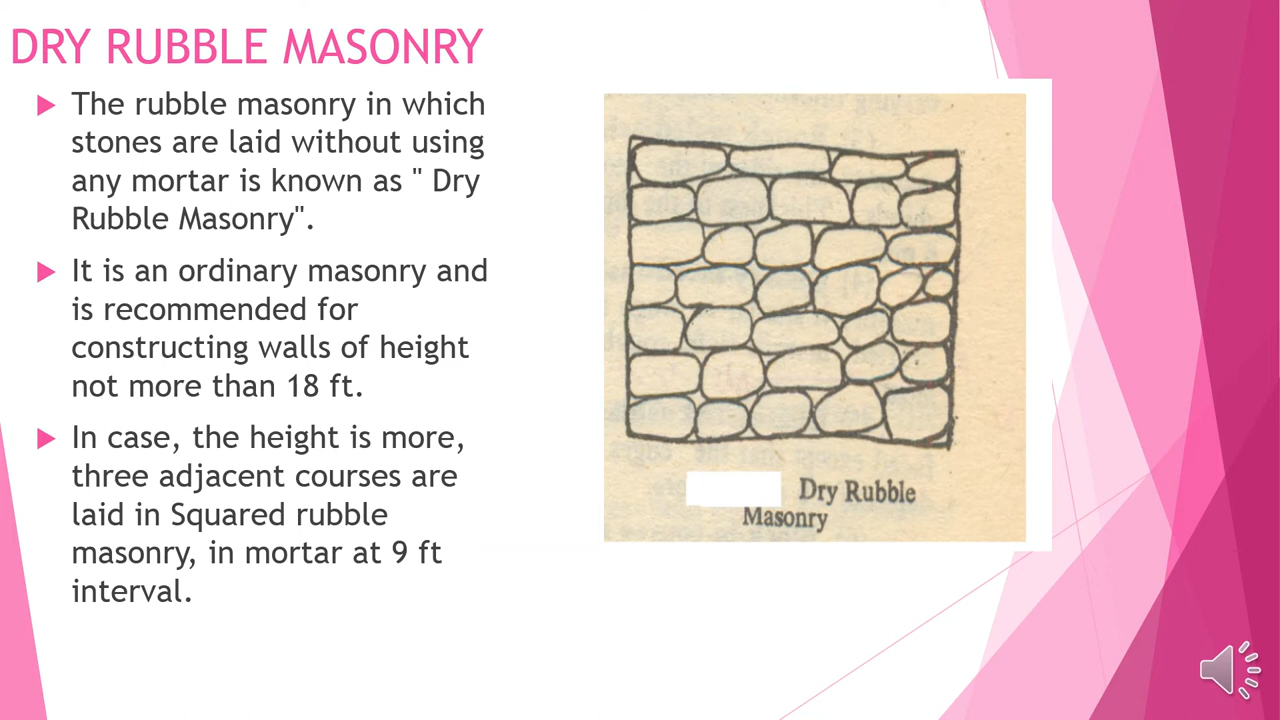 DRY RUBBLE MASONRY
The rubble masonry in which
stones are laid without using
any mortar is known as " Dry
Rubble Masonry".
It is an ordinary masonry and
is recommended for
constructing walls of height
not more than 18 ft.
In case, the height is more,
three adjacent courses are
laid in Squared rubble
masonry, in mortar at 9 ft
interval.
Dry Rubble
Masonry